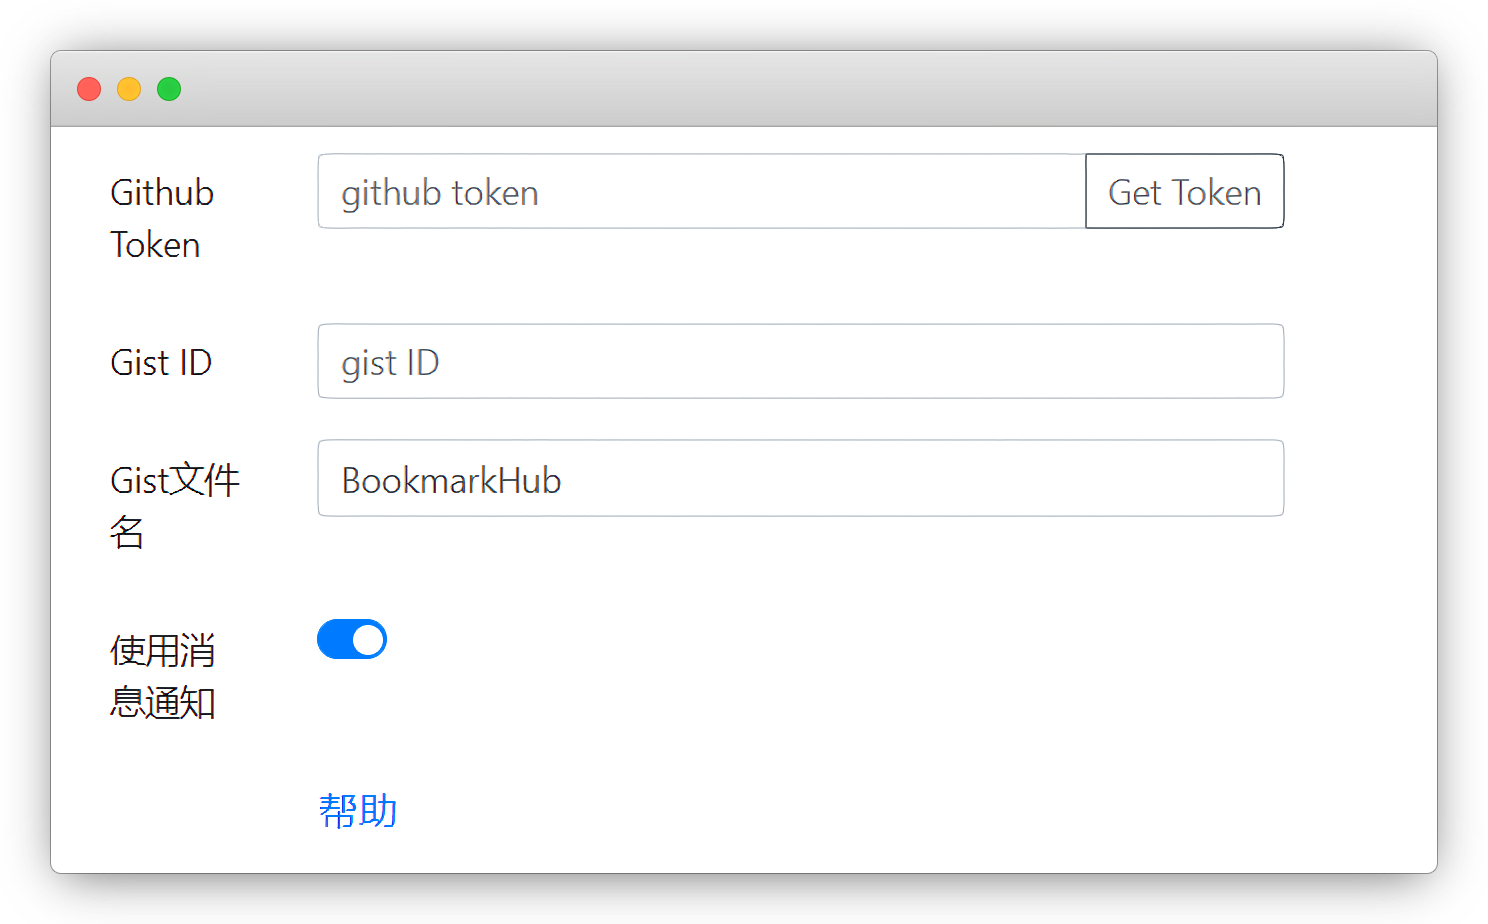 Github
Token
github token
Get Token
Gist ID
gist ID
Gist文件
名
BookmarkHub
使用消
息通知
帮助